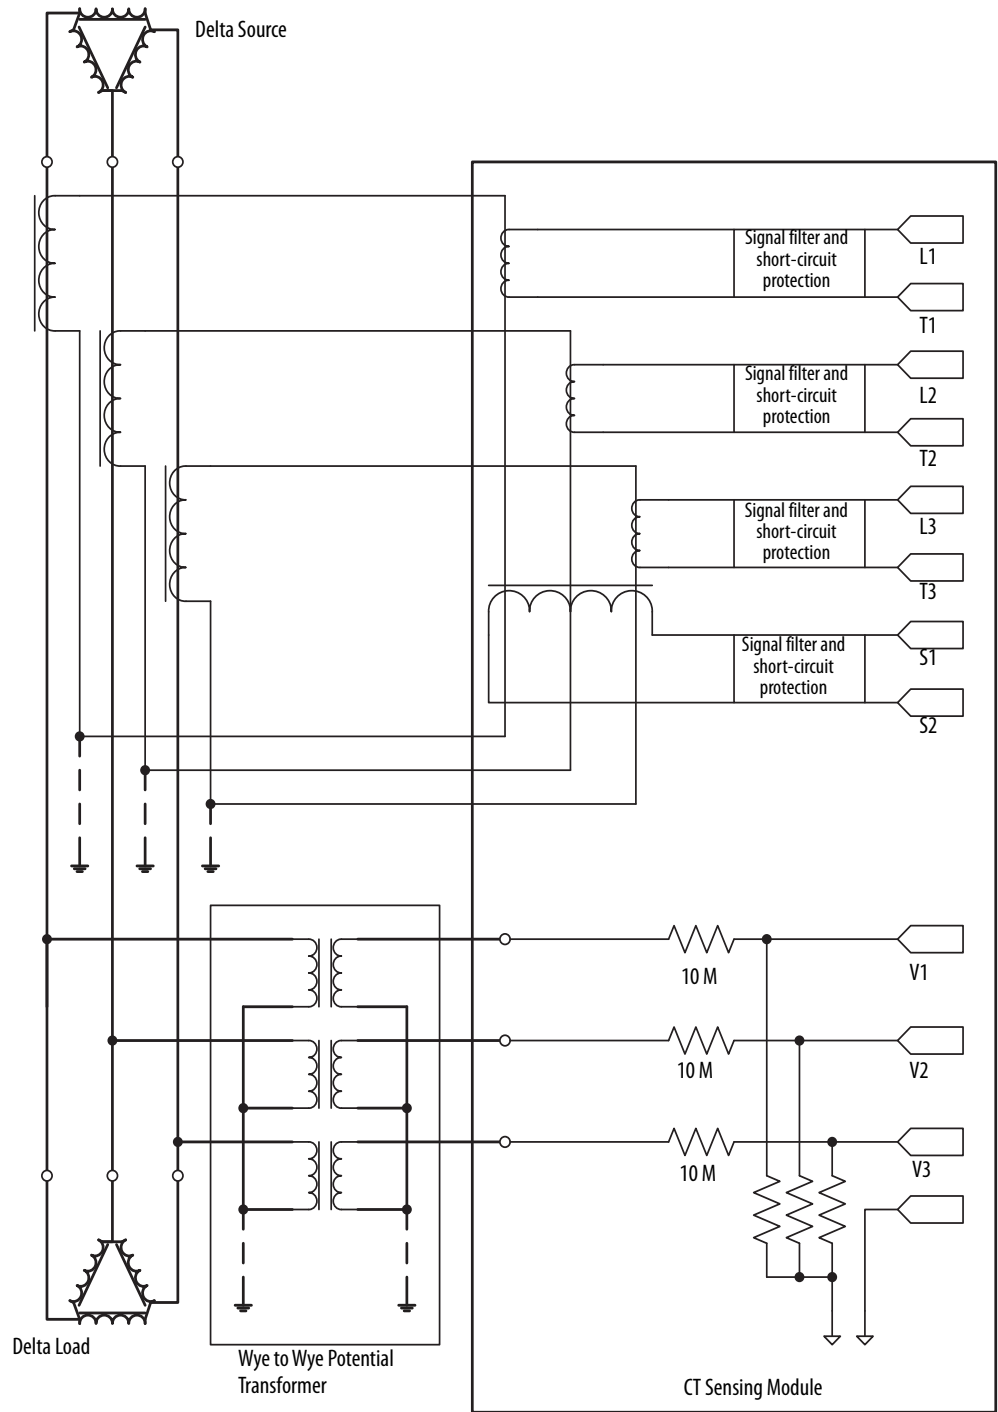 Delta Source
Signal filter and
short-circuit
protection
L1
T1
Signal filter and
short-circuit
protection
L2
T2
Signal filter and
short-circuit
protection
L3
T3
Signal filter and
short-circuit
protection
S1
S2
10 M
V1
10 M
V2
10 M
V3
Delta Load
Wye to Wye Potential
Transformer
CT Sensing Module